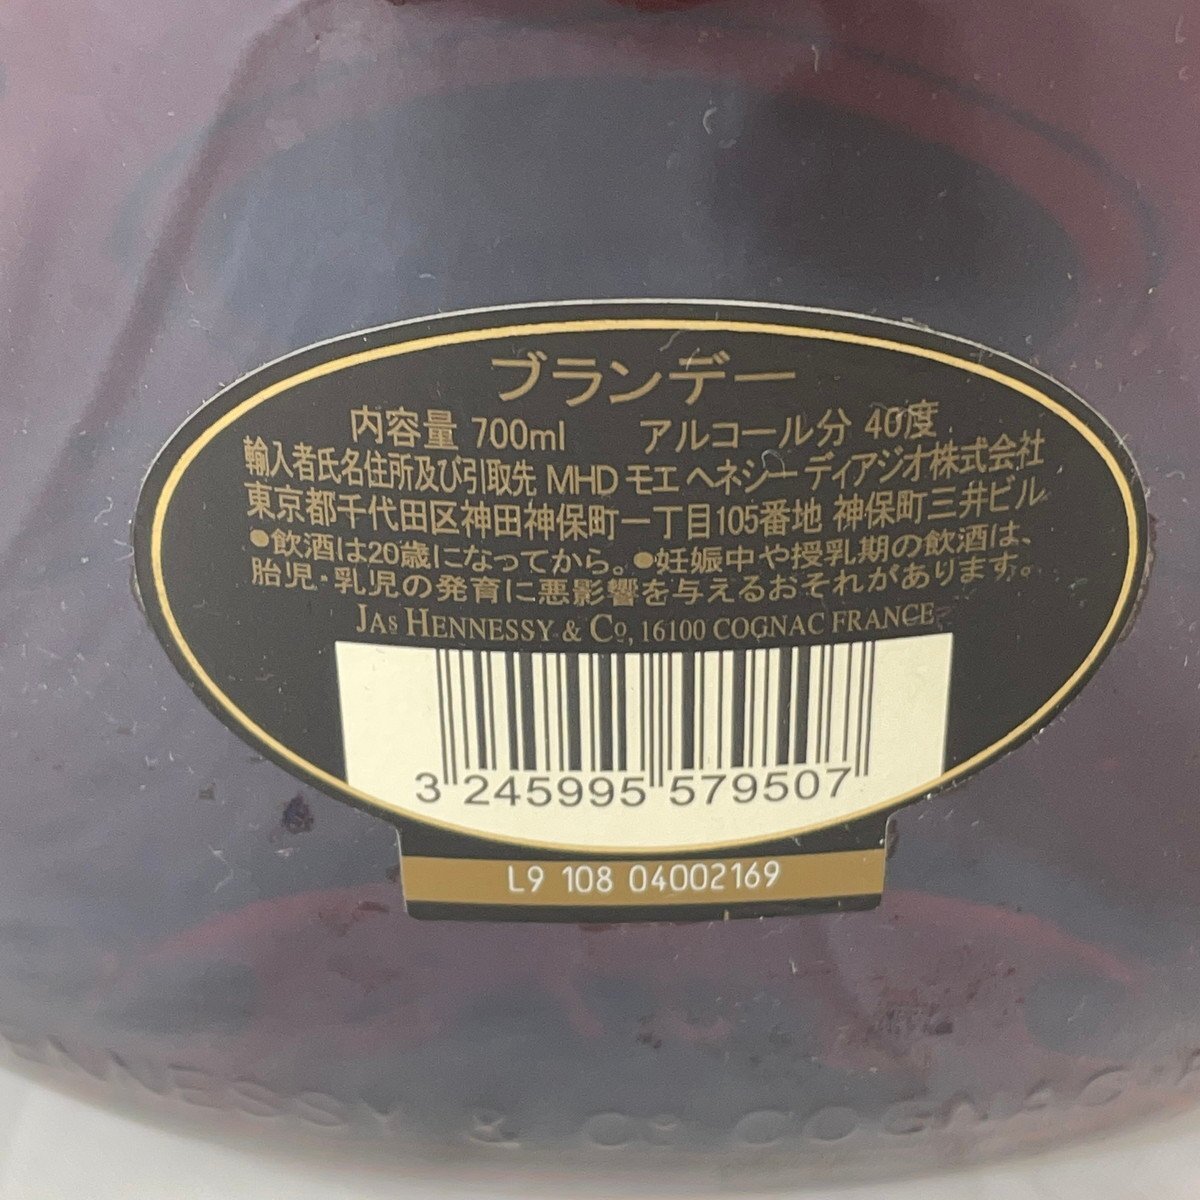 ブランデー
内容量 700ml アルコール分 40度
輸入者氏名住所及び引取先 MHD モエ ヘネシー ディアジオ株式会社
東京都千代田区神田神保町一丁目105番地 神保町三井ビル
●飲酒は20歳になってから。●妊娠中や授乳期の飲酒は、
胎児・乳児の発育に悪影響を与えるおそれがあります。
JAS HENNESSY & Cº, 16100 COGNAC FRANCE
3 245995 579507
L9 108 04002169
NNESSY & Cº COGNAC